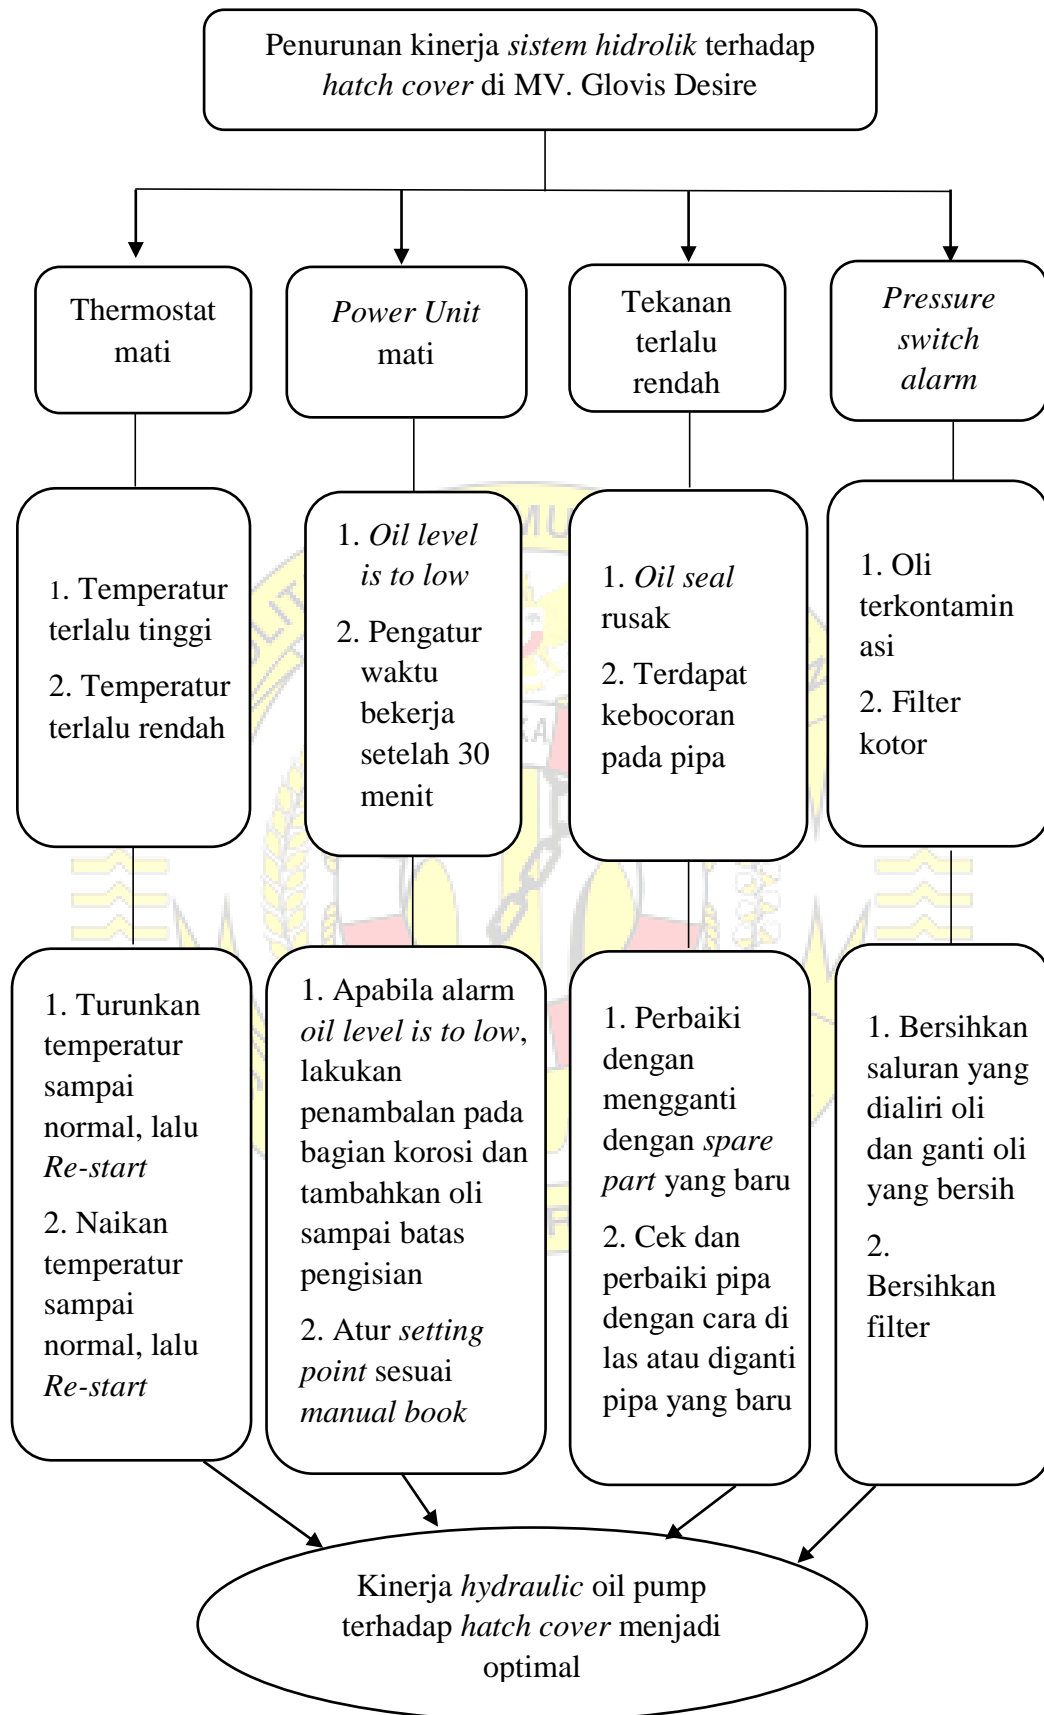 Penurunan kinerja sistem hidrolik terhadap
hatch cover di MV. Glovis Desire
Thermostat
mati
Power Unit
mati
Tekanan
terlalu
rendah
Pressure
switch
alarm
1. Temperatur
terlalu tinggi
2. Temperatur
terlalu rendah
1. Oil level
is to low
2. Pengatur
waktu
bekerja
setelah 30
menit
1. Oil seal
rusak
2. Terdapat
kebocoran
pada pipa
1. Oli
terkontamin
asi
2. Filter
kotor
1. Turunkan
temperatur
sampai
normal, lalu
Re-start
2. Naikan
temperatur
sampai
normal, lalu
Re-start
1. Apabila alarm
oil level is to low,
lakukan
penambalan pada
bagian korosi dan
tambahkan oli
sampai batas
pengisian
2. Atur setting
point sesuai
manual book
1. Perbaiki
dengan
mengganti
dengan spare
part yang baru
2. Cek dan
perbaiki pipa
dengan cara di
las atau diganti
pipa yang baru
1. Bersihkan
saluran yang
dialiri oli
dan ganti oli
yang bersih
2.
Bersihkan
filter
Kinerja hydraulic oil pump
terhadap hatch cover menjadi
optimal